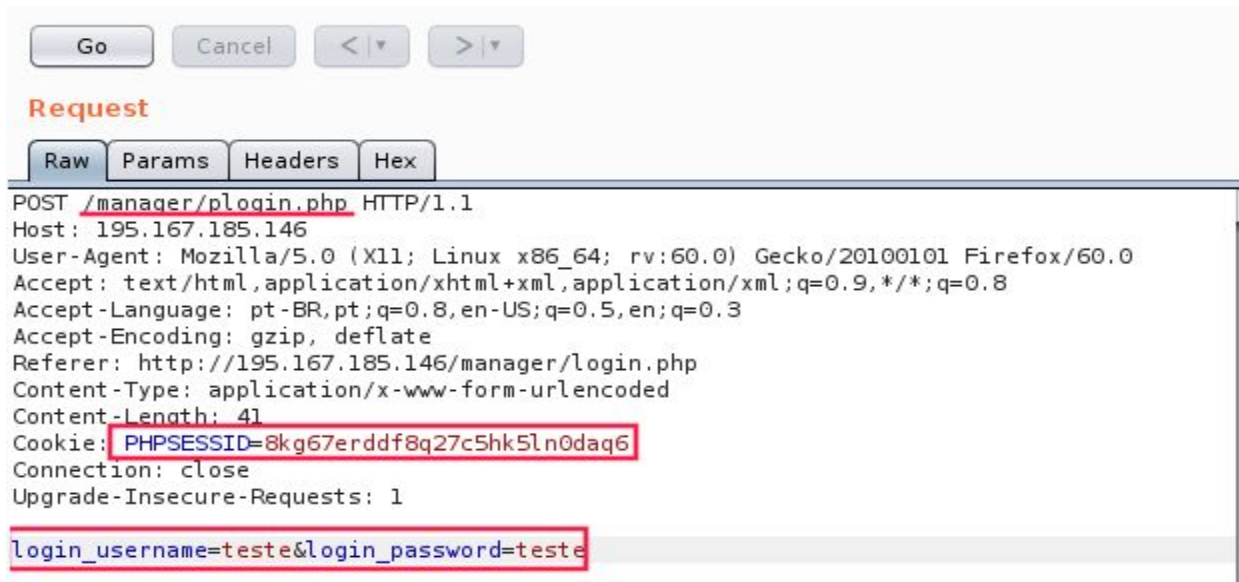 Go Cancel < >
Request
Raw Params Headers Hex
POST /manager/plogin.php HTTP/1.1
Host: 195.167.185.146
User-Agent: Mozilla/5.0 (X11; Linux x86_64; rv:60.0) Gecko/20100101 Firefox/60.0
Accept: text/html,application/xhtml+xml,application/xml;q=0.9,*/*;q=0.8
Accept-Language: pt-BR,pt;q=0.8,en-US;q=0.5,en;q=0.3
Accept-Encoding: gzip, deflate
Referer: http://195.167.185.146/manager/login.php
Content-Type: application/x-www-form-urlencoded
Content-Length: 41
Cookie: PHPSESSID=8kg67erddf8q27c5hk5ln0daq6
Connection: close
Upgrade-Insecure-Requests: 1
login_username=teste&login_password=teste